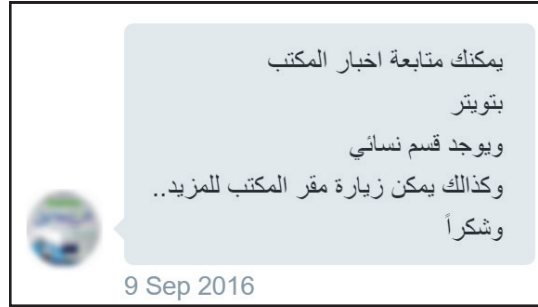 يمكنك متابعة اخبار المكتب
بتويتر
ويوجد قسم نسائي
وكذالك يمكن زيارة مقر المكتب للمزيد..
وشكراً
9 Sep 2016